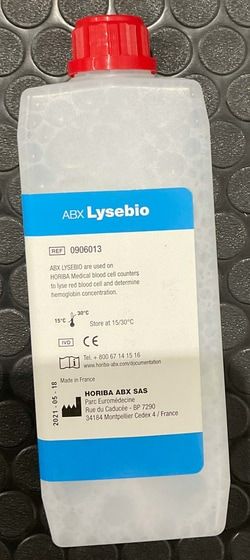 ABX Lysebio
REF 0906013
ABX LYSEBIO are used on
HORIBA Medical blood cell counters
to lyse red blood cell and determine
hemoglobin concentration.
15°C 30°C Store at 15/30°C
IVD CE
Tel. + 800 67 14 15 16
www.horiba-abx.com/documentation
Made in France
HORIBA ABX SAS
Parc Euromédecine
Rue du Caducée - BP 7290
34184 Montpellier Cedex 4 / France
2021-05-18